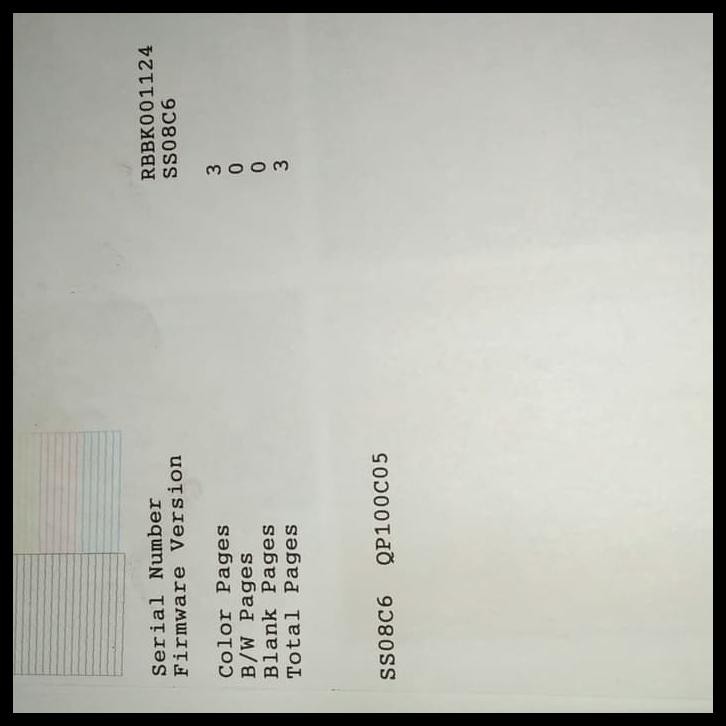 Serial Number RBBK001124
Firmware Version SS08C6
Color Pages 3
B/W Pages 0
Blank Pages 0
Total Pages 3
SS08C6 QP100C05